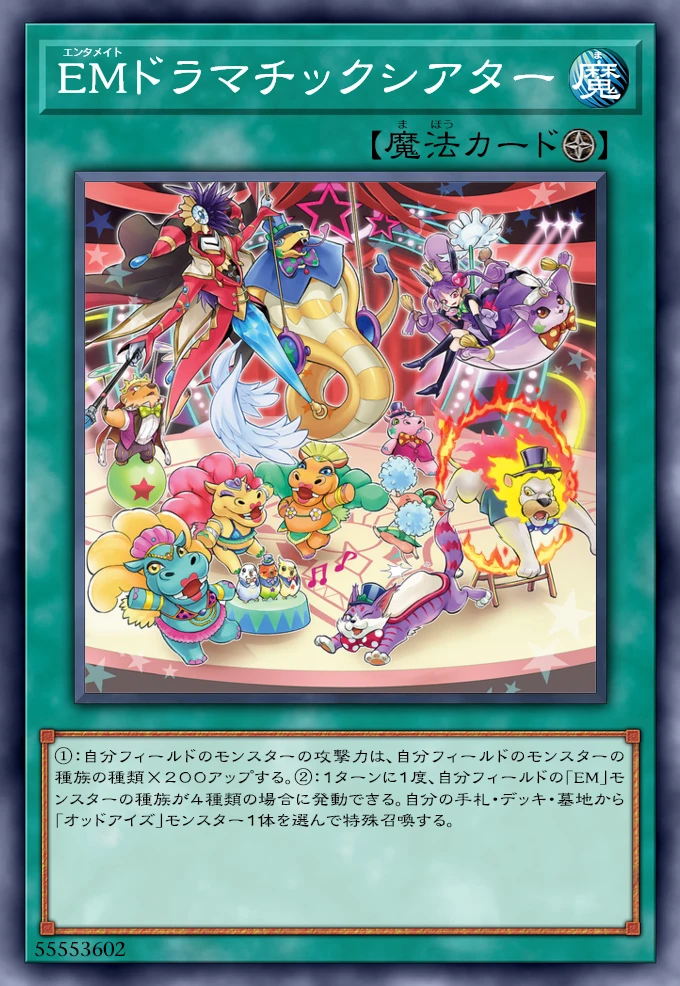 エンタメイト
EMドラマチックシアター
ま
魔
ま ほう
【魔法カード】
①:自分フィールドのモンスターの攻撃力は、自分フィールドのモンスターの
種族の種類×200アップする。②:1ターンに1度、自分フィールドの「EM」モ
ンスターの種族が4種類の場合に発動できる。自分の手札・デッキ・墓地から
「オッドアイズ」モンスター1体を選んで特殊召喚する。
55553602